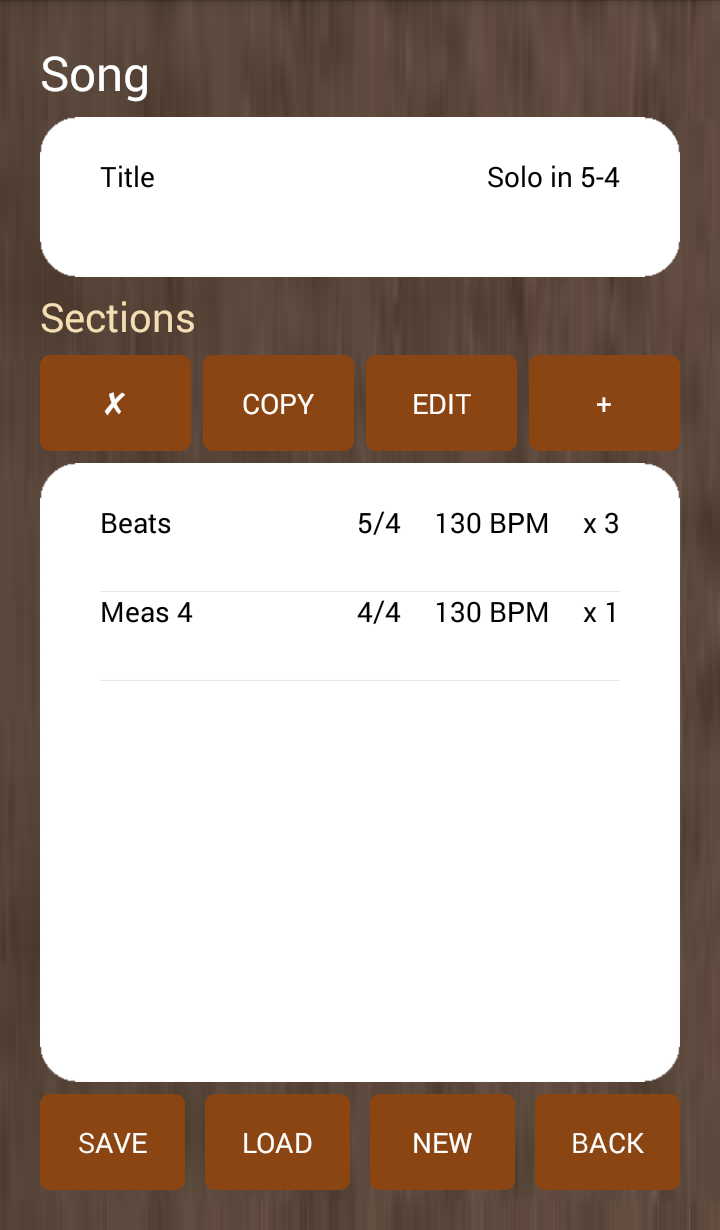 Song
Title Solo in 5-4
Sections
✗ COPY EDIT +
Beats 5/4 130 BPM x 3
Meas 4 4/4 130 BPM x 1
SAVE LOAD NEW BACK